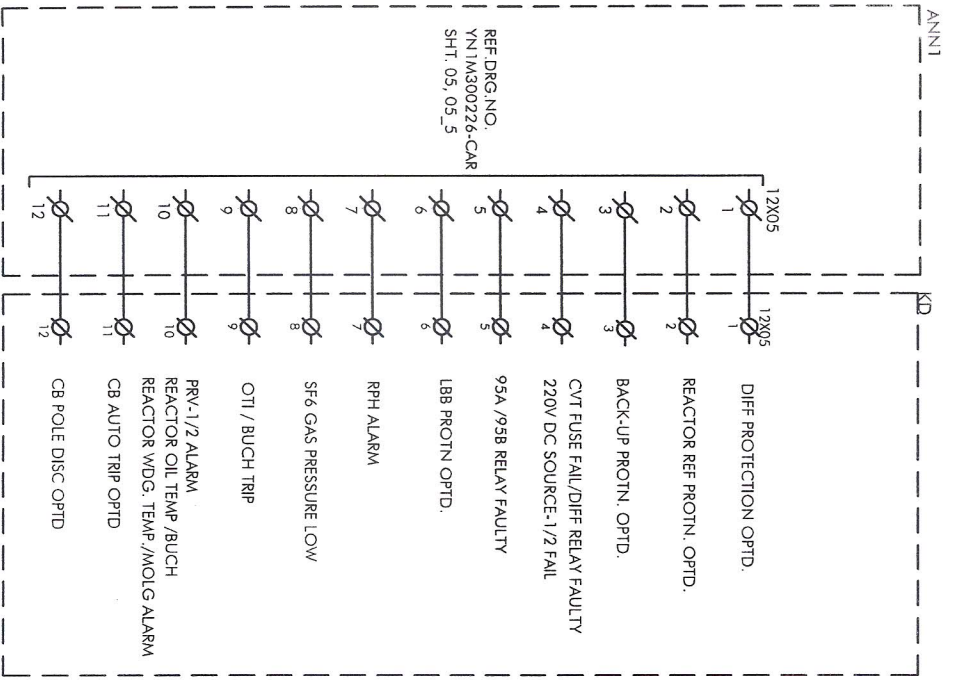 ANN1
REF.DRG.NO.
YN1M300226-CAR
SHT. 05, 05_5
12X05
1
2
3
4
5
6
7
8
9
10
11
12
KD
12X05
1
2
3
4
5
6
7
8
9
10
11
12
DIFF PROTECTION OPTD.
REACTOR REF PROTN. OPTD.
BACK-UP PROTN. OPTD.
CVT FUSE FAIL/DIFF RELAY FAULTY
220V DC SOURCE-1/2 FAIL
95A /95B RELAY FAULTY
LBB PROTN OPTD.
RPH ALARM
SF6 GAS PRESSURE LOW
OTI / BUCH TRIP
PRV-1/2 ALARM
REACTOR OIL TEMP /BUCH
REACTOR WDG. TEMP./MOLG ALARM
CB AUTO TRIP OPTD
CB POLE DISC OPTD